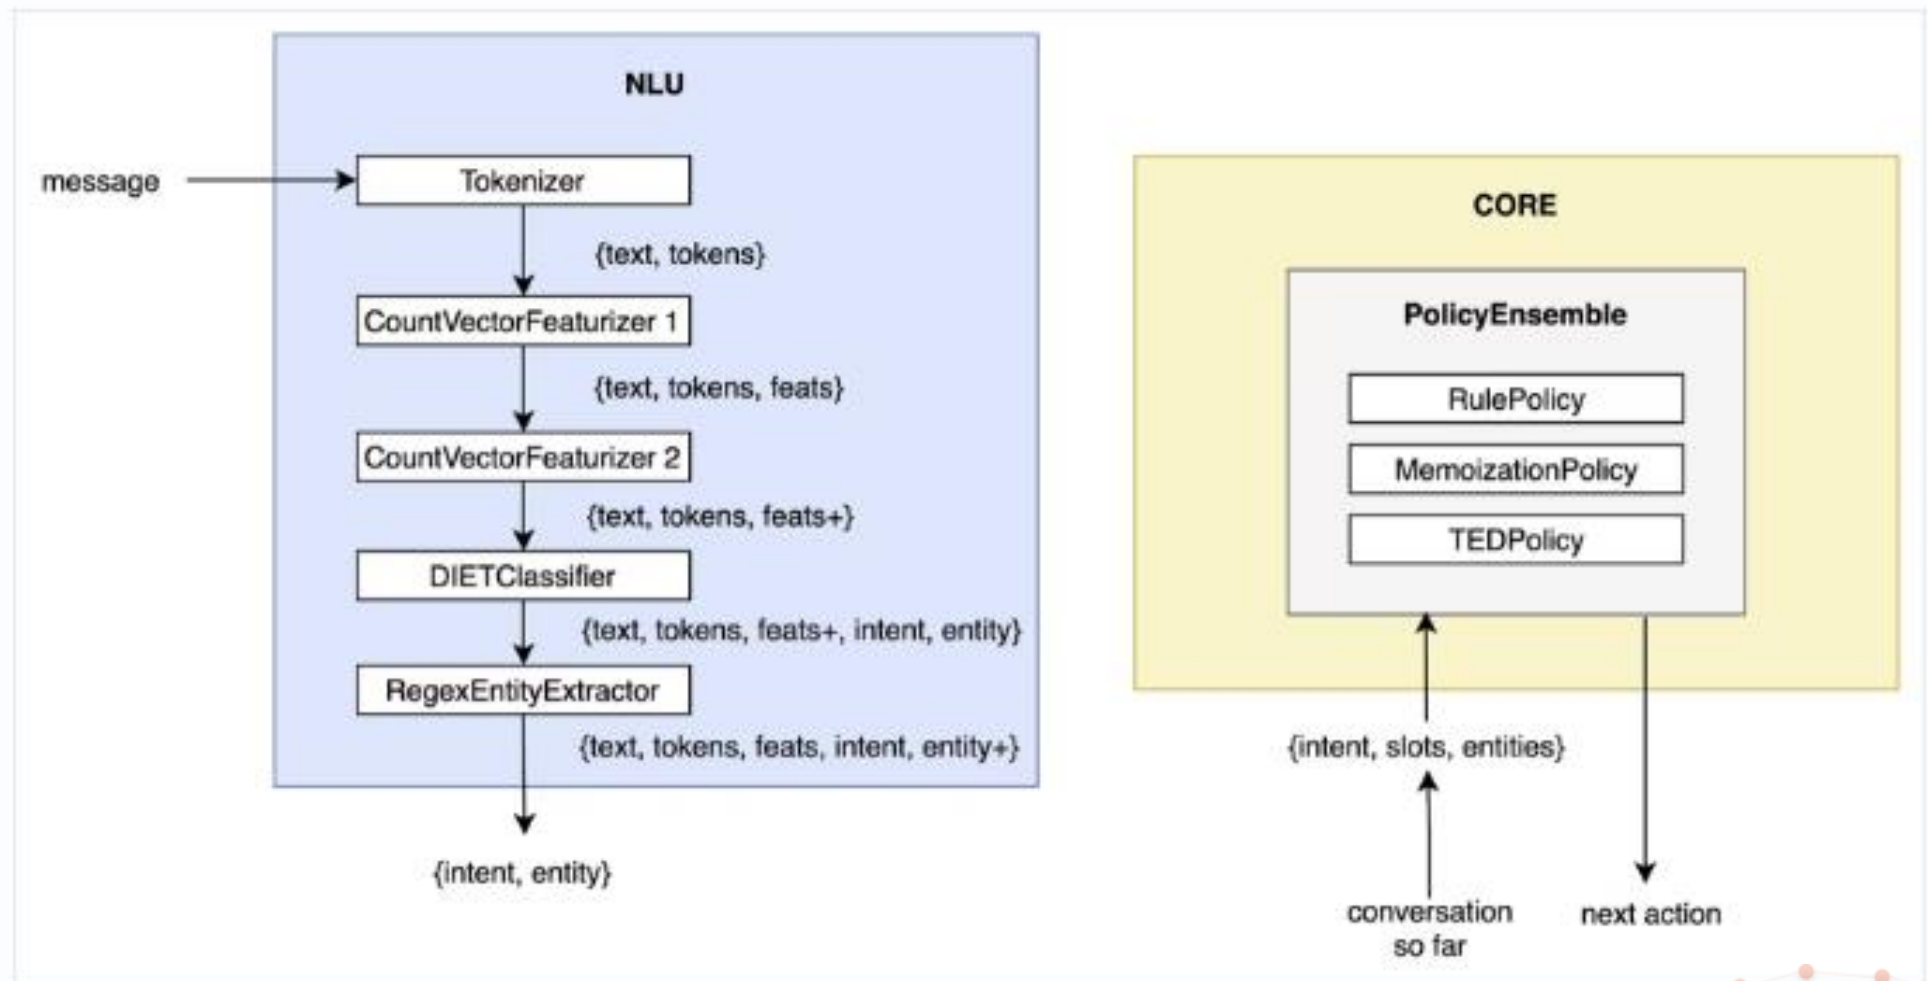 NLU
message
Tokenizer
{text, tokens}
CountVectorFeaturizer 1
{text, tokens, feats}
CountVectorFeaturizer 2
{text, tokens, feats+}
DIETClassifier
{text, tokens, feats+, intent, entity}
RegexEntityExtractor
{text, tokens, feats, intent, entity+}
{intent, entity}
CORE
PolicyEnsemble
RulePolicy
MemoizationPolicy
TEDPolicy
{intent, slots, entities}
conversation
so far
next action